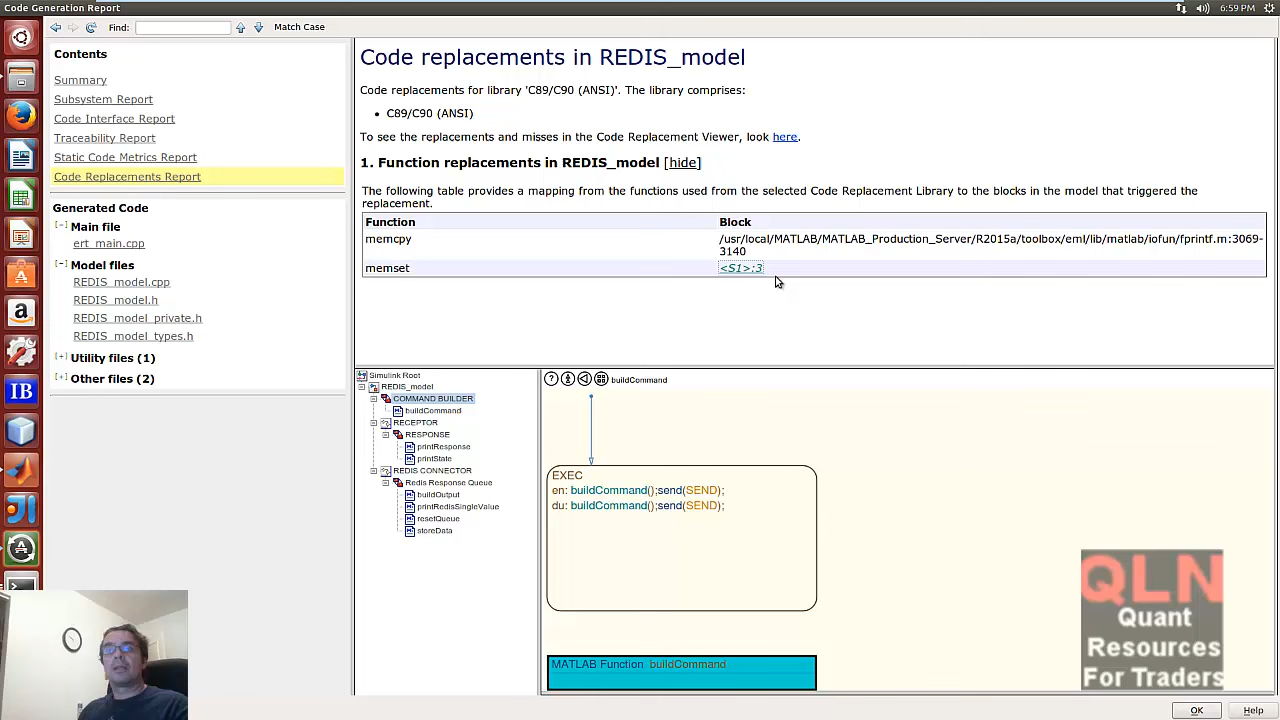 Code Generation Report
6:59 PM
Find:
Match Case
Contents
Summary
Subsystem Report
Code Interface Report
Traceability Report
Static Code Metrics Report
Code Replacements Report
Generated Code
[-] Main file
ert_main.cpp
[-] Model files
REDIS_model.cpp
REDIS_model.h
REDIS_model_private.h
REDIS_model_types.h
[+] Utility files (1)
[+] Other files (2)
Code replacements in REDIS_model
Code replacements for library 'C89/C90 (ANSI)'. The library comprises:
• C89/C90 (ANSI)
To see the replacements and misses in the Code Replacement Viewer, look here.
1. Function replacements in REDIS_model [hide]
The following table provides a mapping from the functions used from the selected Code Replacement Library to the blocks in the model that triggered the
replacement.
Function Block
memcpy /usr/local/MATLAB/MATLAB_Production_Server/R2015a/toolbox/eml/lib/matlab/iofun/fprintf.m:3069-
3140
memset <S1>:3
Simulink Root
REDIS_model
COMMAND BUILDER
buildCommand
RECEPTOR
RESPONSE
printResponse
printState
REDIS CONNECTOR
Redis Response Queue
buildOutput
printRedisSingleValue
resetQueue
storeData
? buildCommand
EXEC
en: buildCommand();send(SEND);
du: buildCommand();send(SEND);
MATLAB Function buildCommand
IB
QLN
Quant
Resources
For Traders
OK
Help